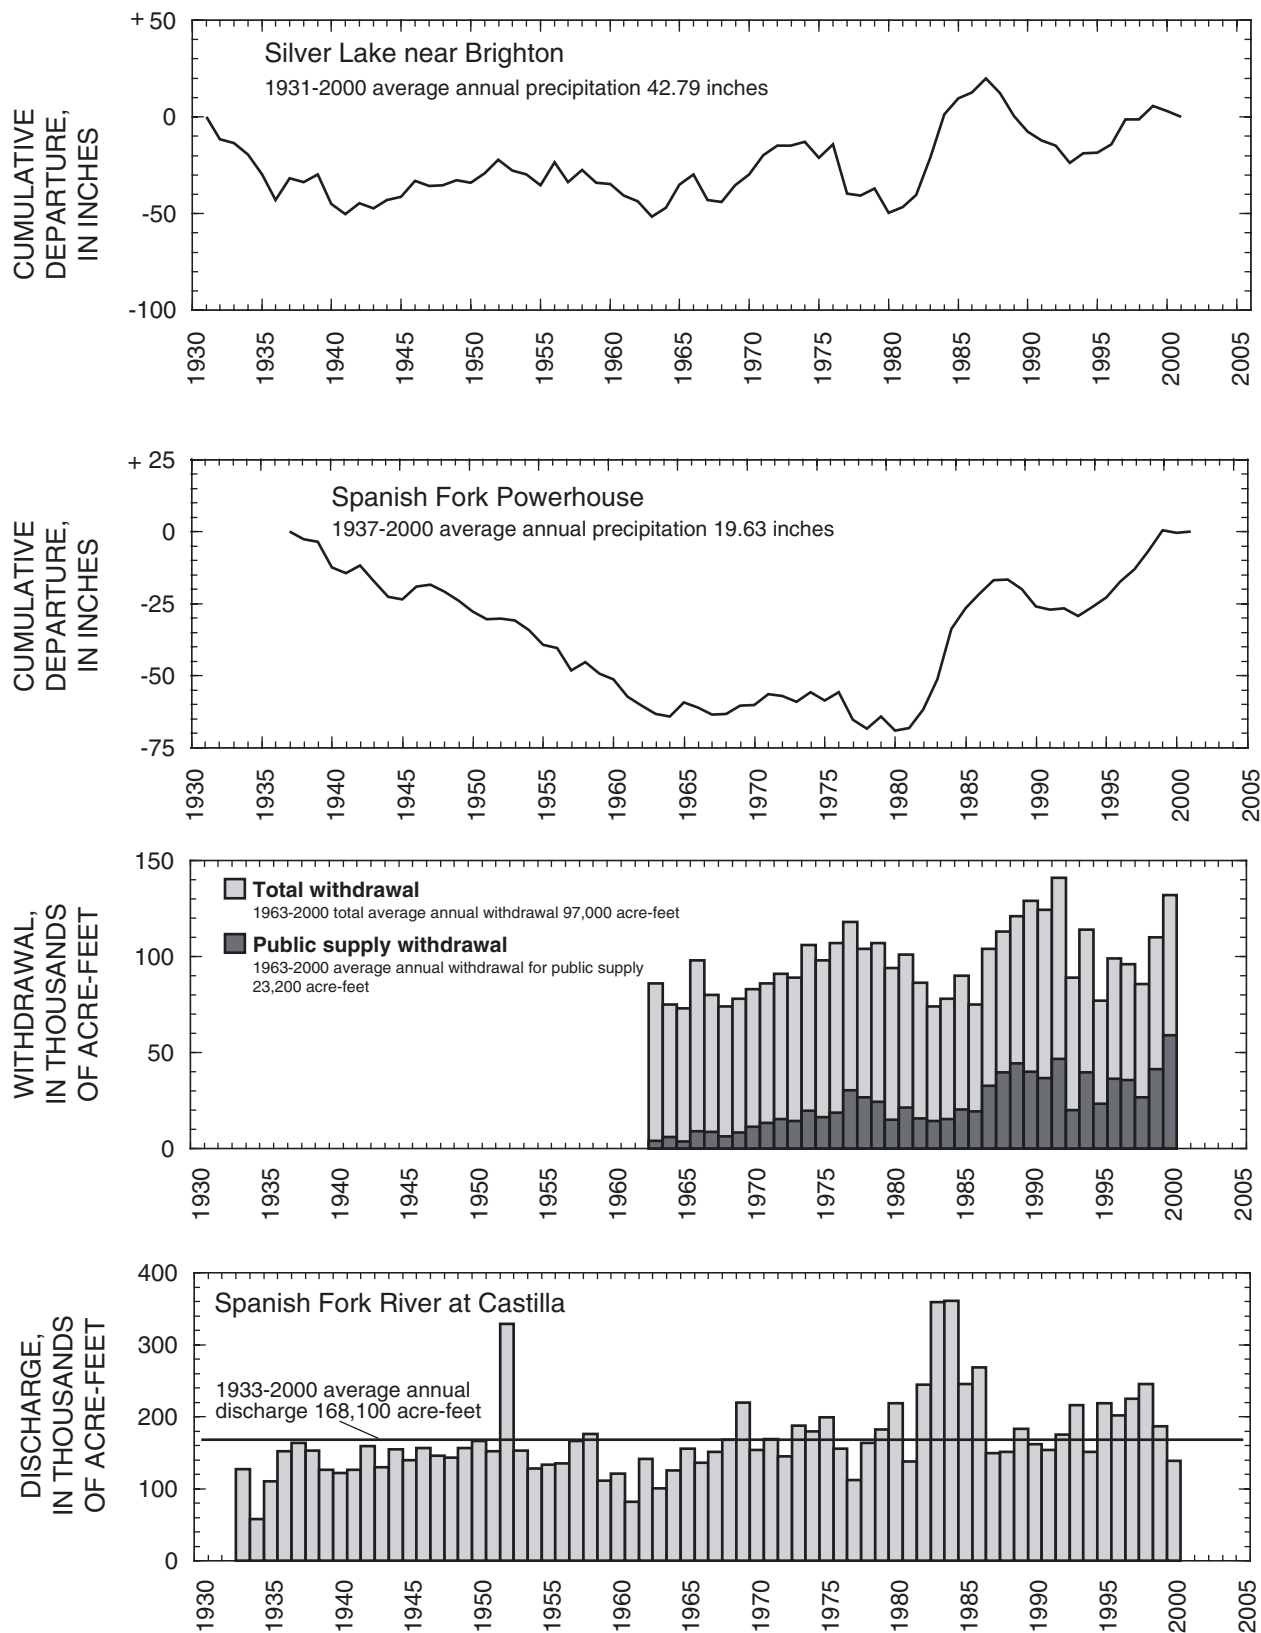 + 50
0
-50
-100
CUMULATIVE
DEPARTURE,
IN INCHES
Silver Lake near Brighton
1931-2000 average annual precipitation 42.79 inches
1930 1935 1940 1945 1950 1955 1960 1965 1970 1975 1980 1985 1990 1995 2000 2005
+ 25
0
-25
-50
-75
CUMULATIVE
DEPARTURE,
IN INCHES
Spanish Fork Powerhouse
1937-2000 average annual precipitation 19.63 inches
1930 1935 1940 1945 1950 1955 1960 1965 1970 1975 1980 1985 1990 1995 2000 2005
150
100
50
0
WITHDRAWAL,
IN THOUSANDS
OF ACRE-FEET
Total withdrawal
1963-2000 total average annual withdrawal 97,000 acre-feet
Public supply withdrawal
1963-2000 average annual withdrawal for public supply
23,200 acre-feet
1930 1935 1940 1945 1950 1955 1960 1965 1970 1975 1980 1985 1990 1995 2000 2005
400
300
200
100
0
DISCHARGE,
IN THOUSANDS
OF ACRE-FEET
Spanish Fork River at Castilla
1933-2000 average annual
discharge 168,100 acre-feet
1930 1935 1940 1945 1950 1955 1960 1965 1970 1975 1980 1985 1990 1995 2000 2005